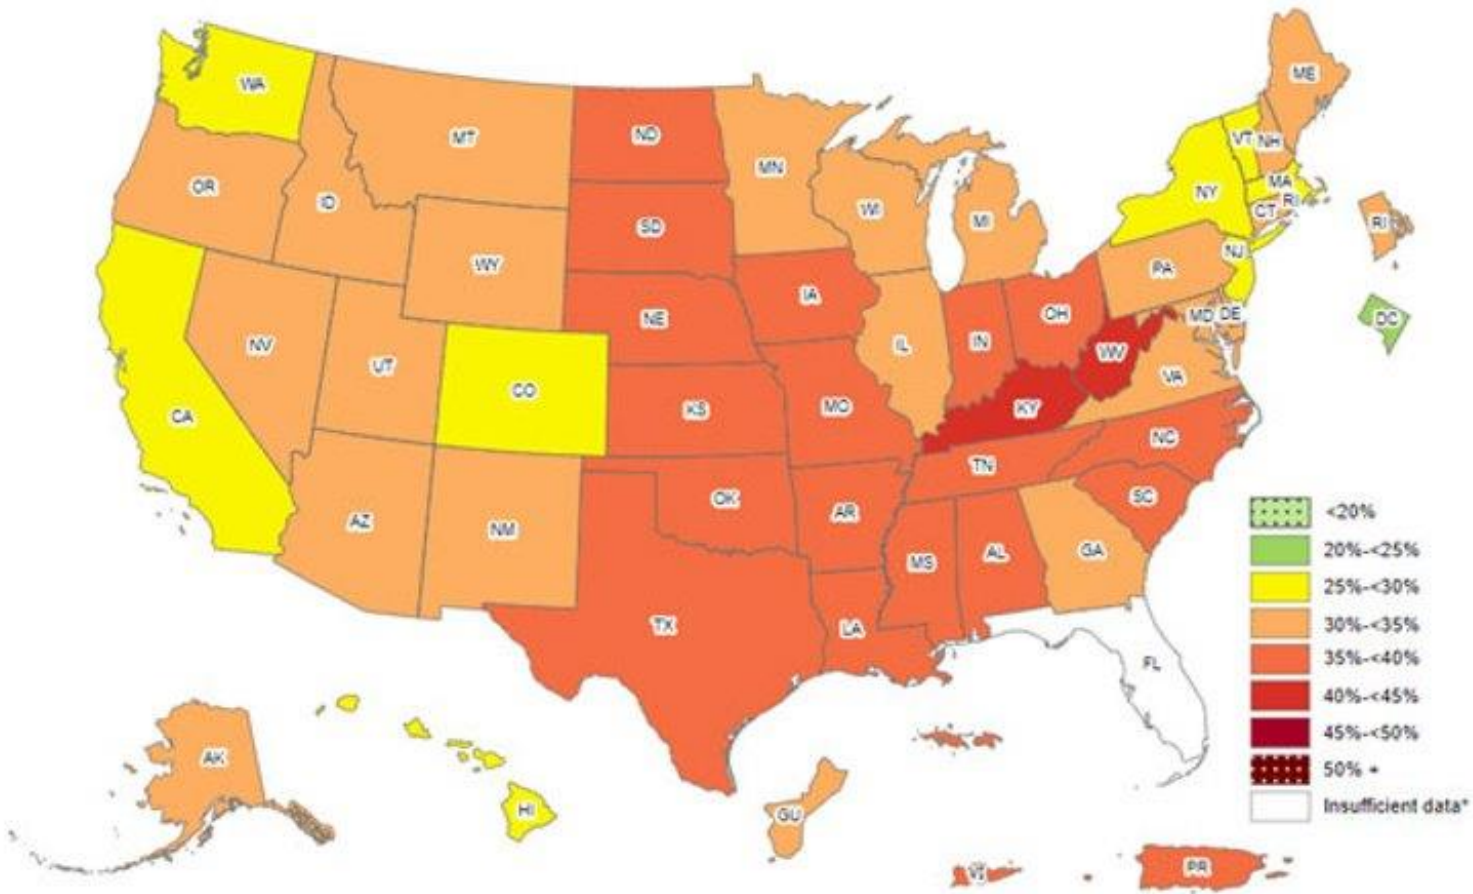 WA
MT
ND
MN
ME
OR
ID
SD
WI
MI
VT
NH
NY
MA
CT
RI
RI
WY
IA
NE
PA
NJ
NV
UT
CO
IL
IN
OH
MD
DE
DC
WV
VA
CA
KS
MO
KY
NC
TN
AZ
NM
OK
AR
SC
MS
AL
GA
TX
LA
FL
AK
HI
GU
VI
PR
<20%
20%-<25%
25%-<30%
30%-<35%
35%-<40%
40%-<45%
45%-<50%
50% +
Insufficient data*